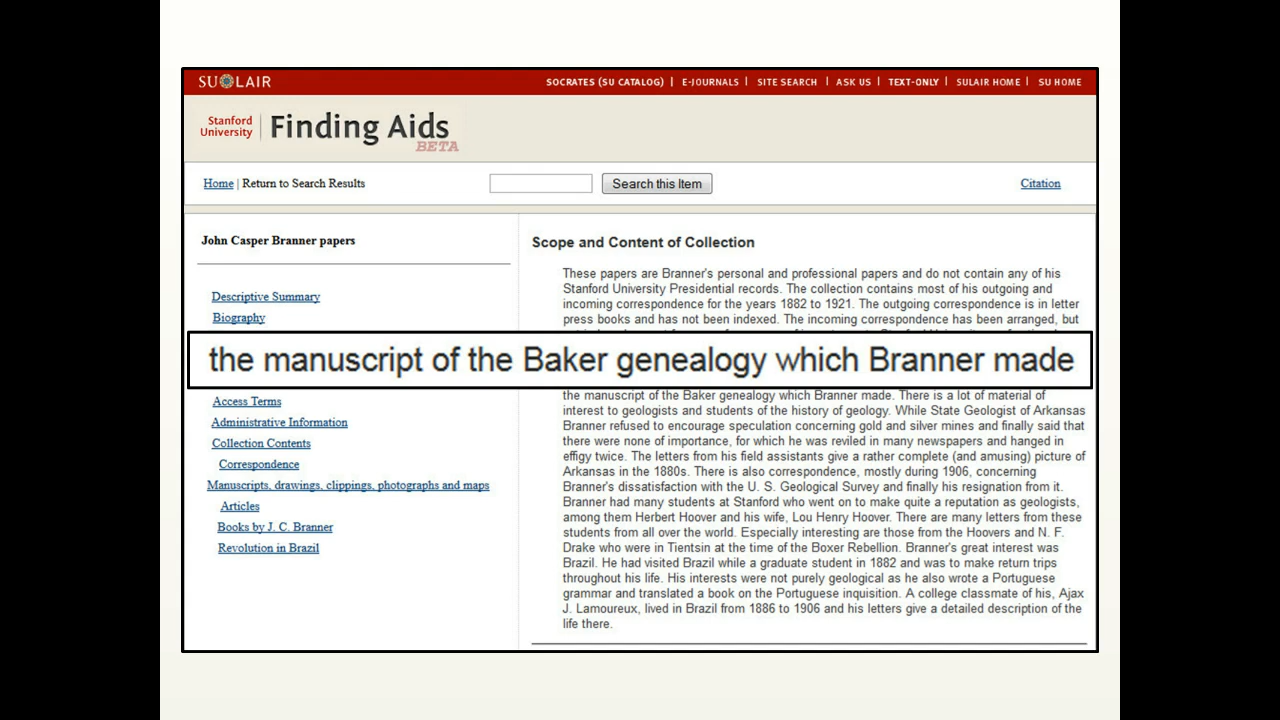 SU LAIR
SOCRATES (SU CATALOG) | E-JOURNALS | SITE SEARCH | ASK US | TEXT-ONLY | SULAIR HOME | SU HOME
Stanford
University
Finding Aids
BETA
Home | Return to Search Results
Search this Item
Citation
John Casper Branner papers
Descriptive Summary
Biography
Access Terms
Administrative Information
Collection Contents
Correspondence
Manuscripts, drawings, clippings, photographs and maps
Articles
Books by J. C. Branner
Revolution in Brazil
Scope and Content of Collection
These papers are Branner's personal and professional papers and do not contain any of his
Stanford University Presidential records. The collection contains most of his outgoing and
incoming correspondence for the years 1882 to 1921. The outgoing correspondence is in letter
press books and has not been indexed. The incoming correspondence has been arranged, but
the manuscript of the Baker genealogy which Branner made
the manuscript of the Baker genealogy which Branner made. There is a lot of material of
interest to geologists and students of the history of geology. While State Geologist of Arkansas
Branner refused to encourage speculation concerning gold and silver mines and finally said that
there were none of importance, for which he was reviled in many newspapers and hanged in
effigy twice. The letters from his field assistants give a rather complete (and amusing) picture of
Arkansas in the 1880s. There is also correspondence, mostly during 1906, concerning
Branner's dissatisfaction with the U. S. Geological Survey and finally his resignation from it.
Branner had many students at Stanford who went on to make quite a reputation as geologists,
among them Herbert Hoover and his wife, Lou Henry Hoover. There are many letters from these
students from all over the world. Especially interesting are those from the Hoovers and N. F.
Drake who were in Tientsin at the time of the Boxer Rebellion. Branner's great interest was
Brazil. He had visited Brazil while a graduate student in 1882 and was to make return trips
throughout his life. His interests were not purely geological as he also wrote a Portuguese
grammar and translated a book on the Portuguese inquisition. A college classmate of his, Ajax
J. Lamoureux, lived in Brazil from 1886 to 1906 and his letters give a detailed description of the
life there.